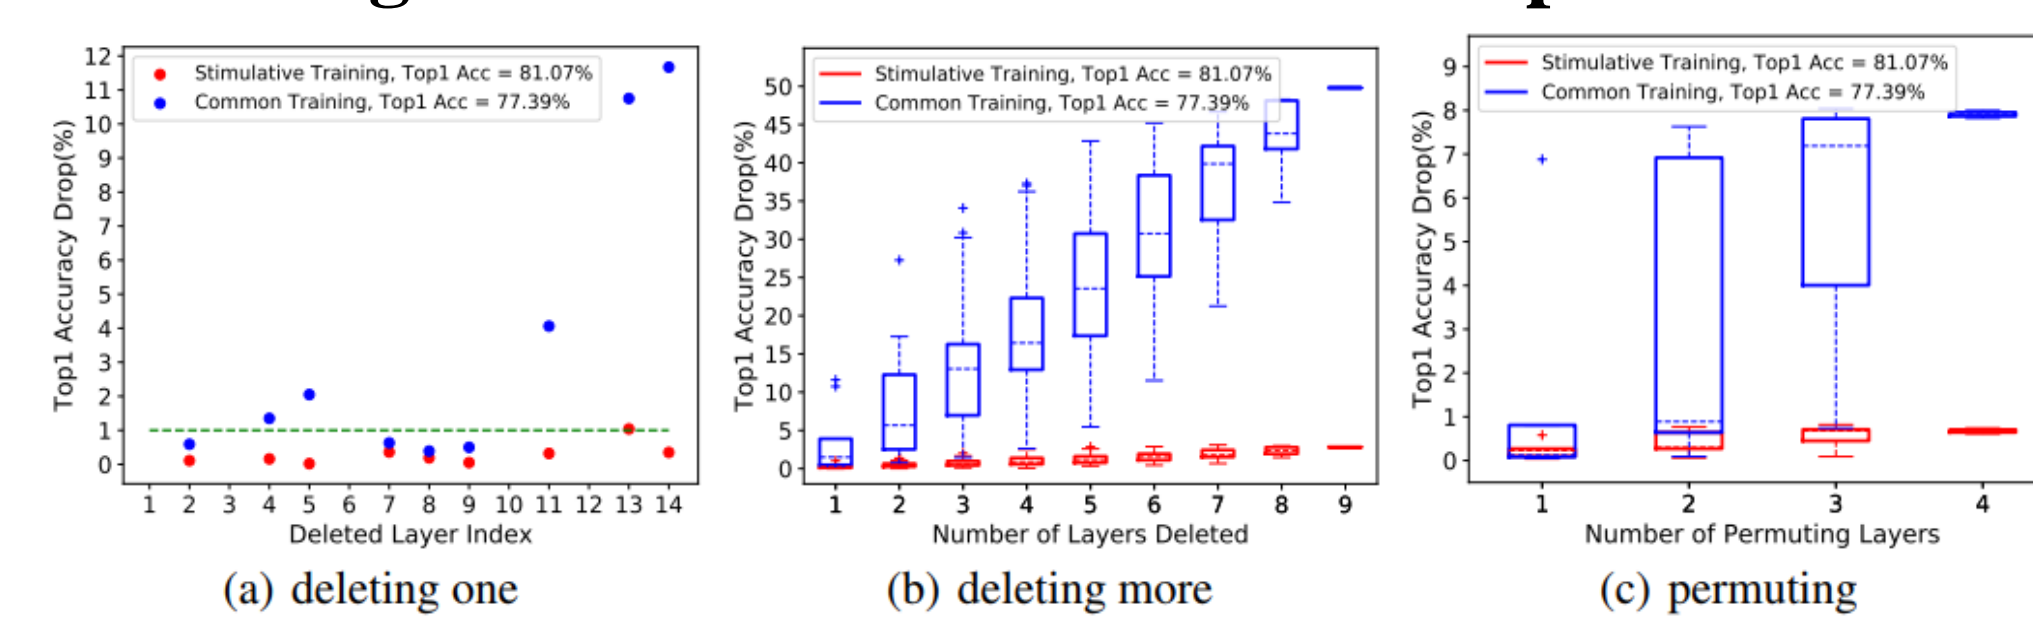 12
11
10
9
8
7
6
5
4
3
2
1
0
Top1 Accuracy Drop(%)
Stimulative Training, Top1 Acc = 81.07%
Common Training, Top1 Acc = 77.39%
1 2 3 4 5 6 7 8 9 10 11 12 13 14
Deleted Layer Index
(a) deleting one
50
45
40
35
30
25
20
15
10
5
0
Top1 Accuracy Drop(%)
Stimulative Training, Top1 Acc = 81.07%
Common Training, Top1 Acc = 77.39%
1 2 3 4 5 6 7 8 9
Number of Layers Deleted
(b) deleting more
9
8
7
6
5
4
3
2
1
0
Top1 Accuracy Drop(%)
Stimulative Training, Top1 Acc = 81.07%
Common Training, Top1 Acc = 77.39%
1 2 3 4
Number of Permuting Layers
(c) permuting